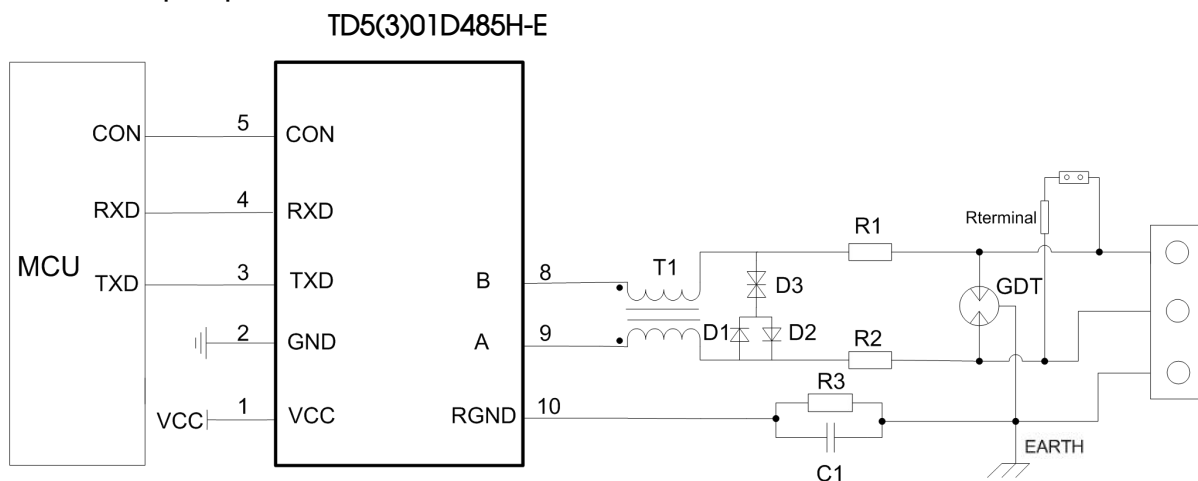 TD5(3)01D485H-E
MCU
CON
RXD
TXD
5
4
3
2
1
VCC
CON
RXD
TXD
GND
VCC
B
A
RGND
8
9
10
T1
D1
D2
D3
R1
R2
R3
C1
GDT
Rterminal
EARTH